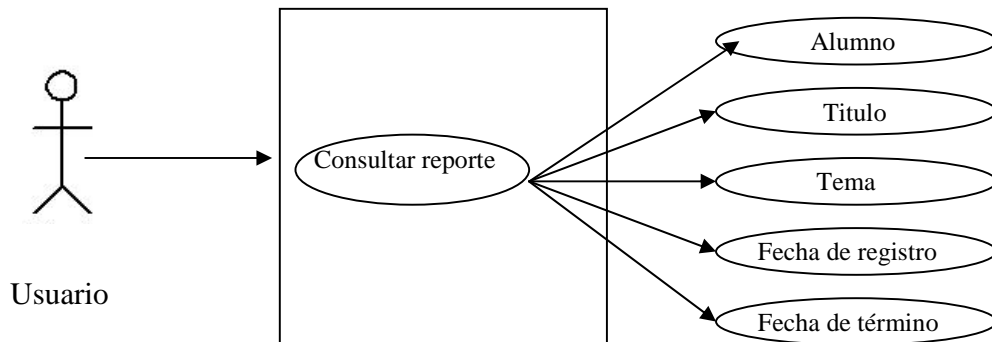 Alumno
Titulo
Consultar reporte
Tema
Fecha de registro
Usuario
Fecha de término